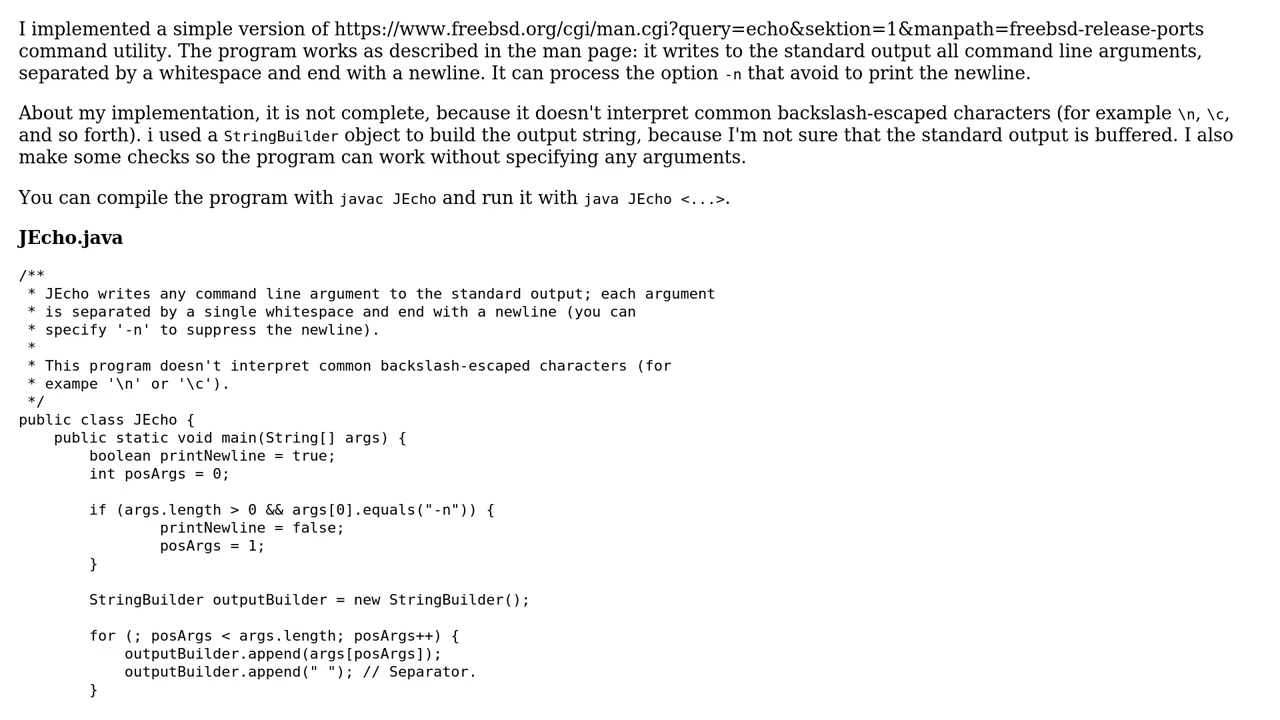 I implemented a simple version of https://www.freebsd.org/cgi/man.cgi?query=echo&sektion=1&manpath=freebsd-release-ports
command utility. The program works as described in the man page: it writes to the standard output all command line arguments,
separated by a whitespace and end with a newline. It can process the option -n that avoid to print the newline.
About my implementation, it is not complete, because it doesn't interpret common backslash-escaped characters (for example \n, \c,
and so forth). i used a StringBuilder object to build the output string, because I'm not sure that the standard output is buffered. I also
make some checks so the program can work without specifying any arguments.
You can compile the program with javac JEcho and run it with java JEcho <...>.
JEcho.java
/**
 * JEcho writes any command line argument to the standard output; each argument
 * is separated by a single whitespace and end with a newline (you can
 * specify '-n' to suppress the newline).
 *
 * This program doesn't interpret common backslash-escaped characters (for
 * exampe '\n' or '\c').
 */
public class JEcho {
    public static void main(String[] args) {
        boolean printNewline = true;
        int posArgs = 0;

        if (args.length > 0 && args[0].equals("-n")) {
                printNewline = false;
                posArgs = 1;
        }

        StringBuilder outputBuilder = new StringBuilder();

        for (; posArgs < args.length; posArgs++) {
            outputBuilder.append(args[posArgs]);
            outputBuilder.append(" "); // Separator.
        }